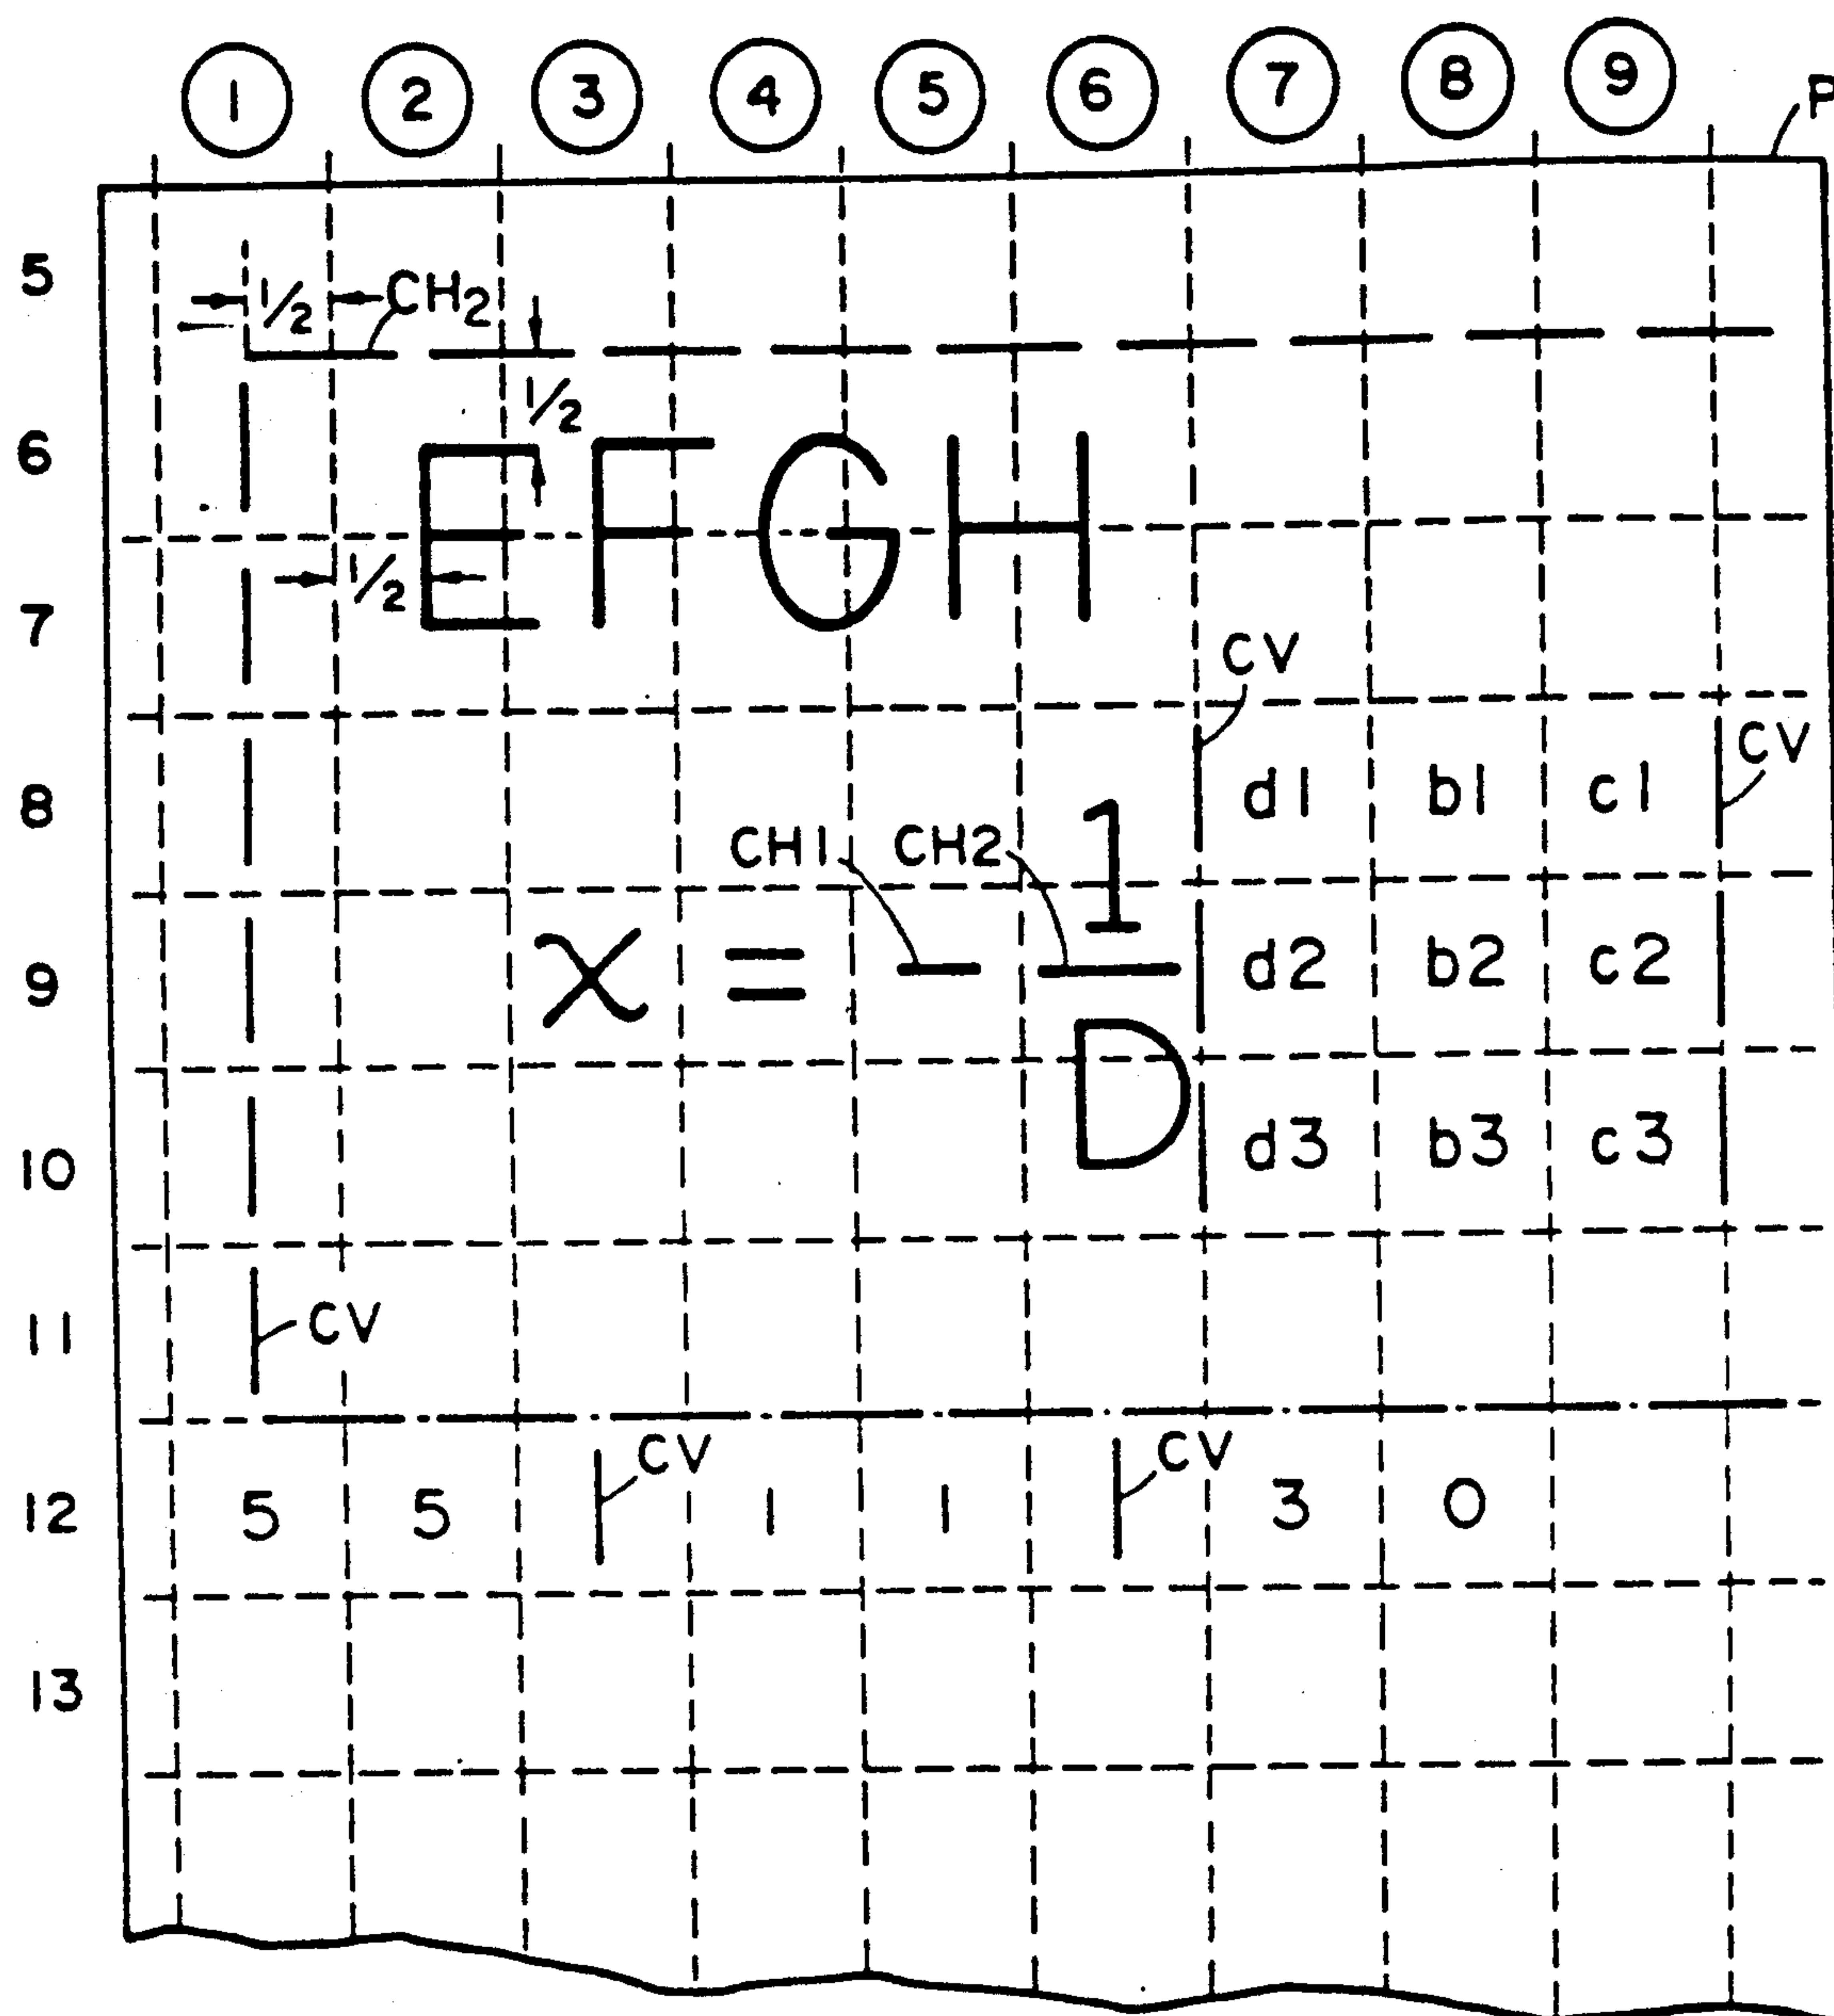 1 2 3 4 5 6 7 8 9
P
5 1/2 CH2
1/2
6
EFGH
1/2
7
CV
CV
8 d1 b1 c1
CH1 CH2 1
9 x = - d2 b2 c2
D
10 d3 b3 c3
11 CV
CV CV
12 5 5 | 1 1 | 3 0
13